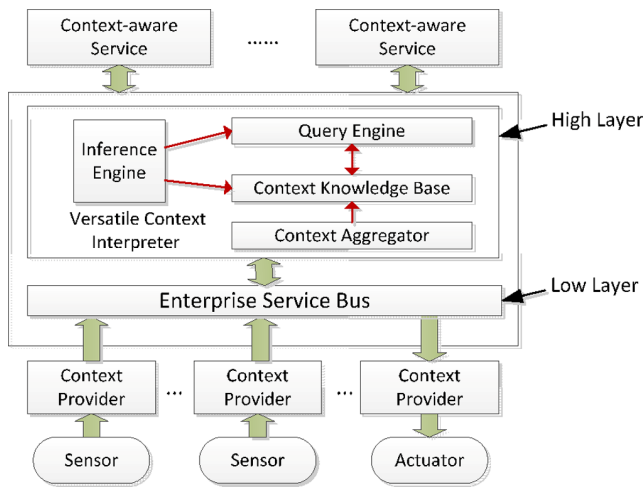 Context-aware
Service
......
Context-aware
Service
High Layer
Inference
Engine
Query Engine
Context Knowledge Base
Versatile Context
Interpreter
Context Aggregator
Enterprise Service Bus
Low Layer
Context
Provider
...
Context
Provider
...
Context
Provider
Sensor
Sensor
Actuator